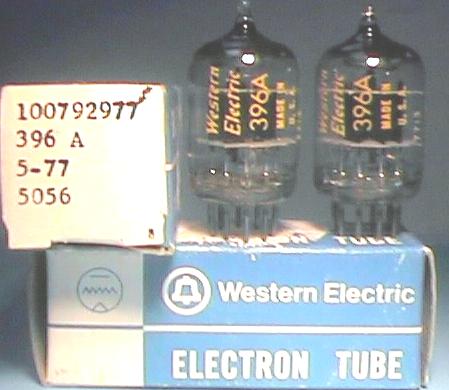 100792977
396 A
5-77
5056
Western
Electric
396A
MADE IN
U.S.A.
Western
Electric
396A
MADE IN
U.S.A.
TUBE
Western Electric
ELECTRON TUBE